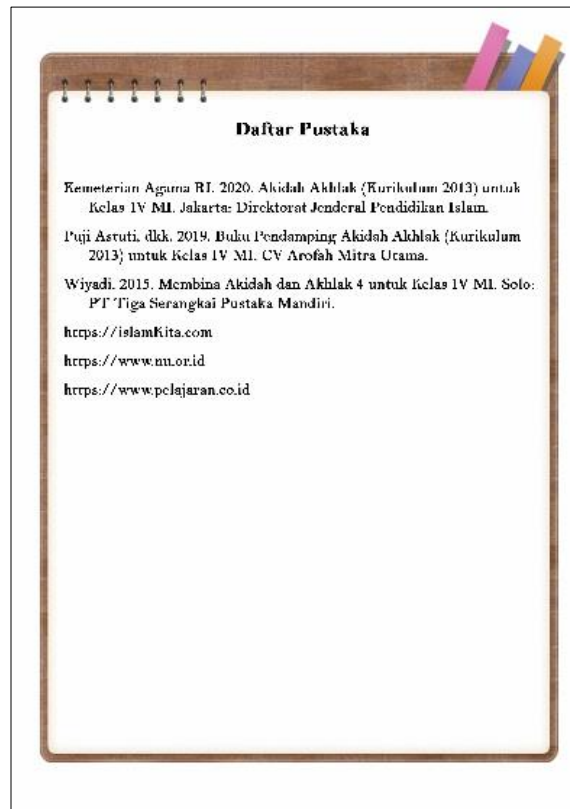 Daftar Pustaka
Kemeterian Agama RI. 2020. Akidah Akhlak (Kurikulum 2013) untuk
Kelas IV MI. Jakarta: Direktorat Jenderal Pendidikan Islam.
Puji Astuti, dkk. 2019. Buku Pendamping Akidah Akhlak (Kurikulum
2013) untuk Kelas IV MI. CV Arofah Mitra Utama.
Wiyadi. 2015. Membina Akidah dan Akhlak 4 untuk Kelas IV MI. Solo:
PT Tiga Serangkai Pustaka Mandiri.
https://islamKita.com
https://www.nu.or.id
https://www.pelajaran.co.id